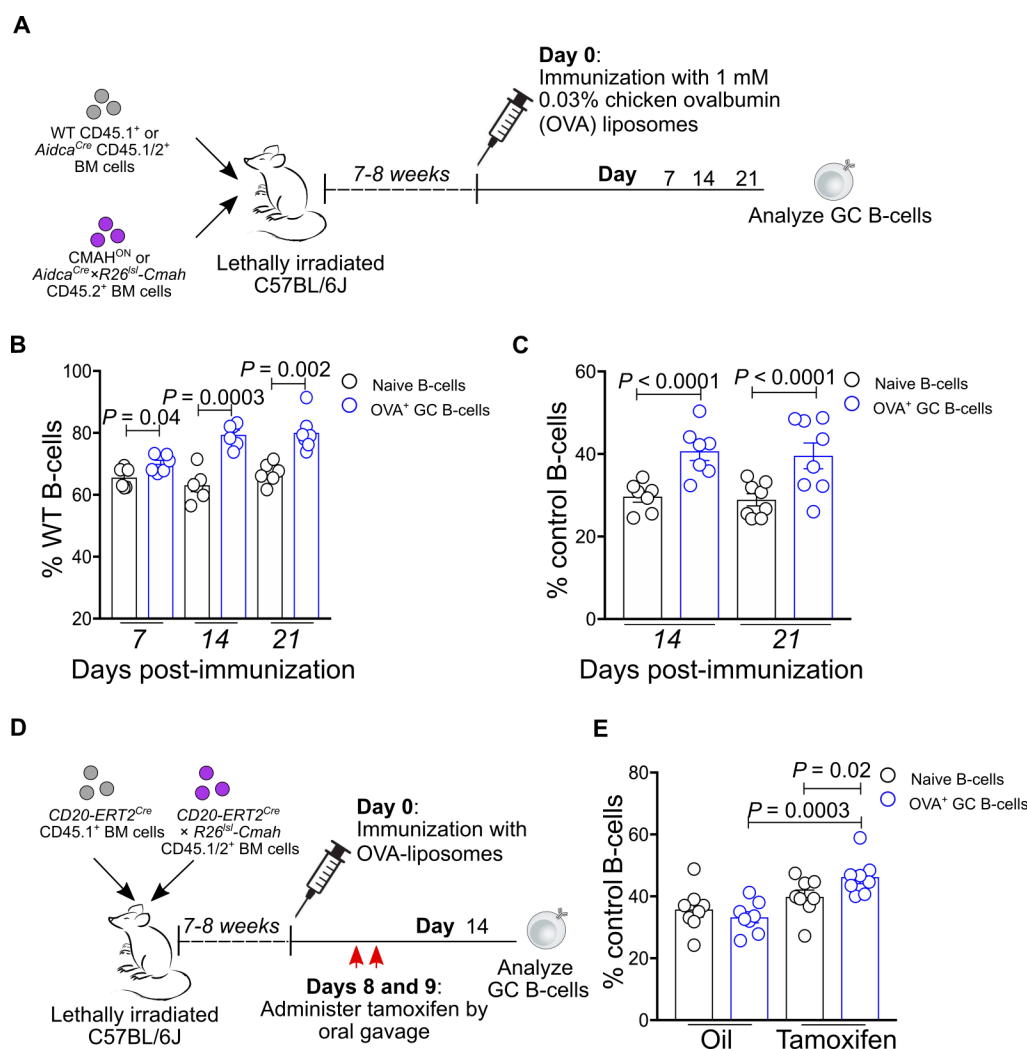 A
WT CD45.1⁺ or
Aidca^Cre CD45.1/2⁺
BM cells
CMAH^ON or
Aidca^Cre×R26^lsl-Cmah
CD45.2⁺ BM cells
Lethally irradiated
C57BL/6J
7-8 weeks
Day 0:
Immunization with 1 mM
0.03% chicken ovalbumin
(OVA) liposomes
Day 7 14 21
Analyze GC B-cells
B
% WT B-cells
100
80
60
40
20
P = 0.04
P = 0.0003
P = 0.002
Naive B-cells
OVA⁺ GC B-cells
7 14 21
Days post-immunization
C
% control B-cells
60
40
20
0
P < 0.0001
P < 0.0001
Naive B-cells
OVA⁺ GC B-cells
14 21
Days post-immunization
D
CD20-ERT2^Cre
CD45.1⁺ BM cells
CD20-ERT2^Cre
× R26^lsl-Cmah
CD45.1/2⁺ BM cells
Lethally irradiated
C57BL/6J
7-8 weeks
Day 0:
Immunization with
OVA-liposomes
Day 14
Days 8 and 9:
Administer tamoxifen by
oral gavage
Analyze
GC B-cells
E
% control B-cells
80
60
40
20
0
P = 0.02
P = 0.0003
Naive B-cells
OVA⁺ GC B-cells
Oil Tamoxifen